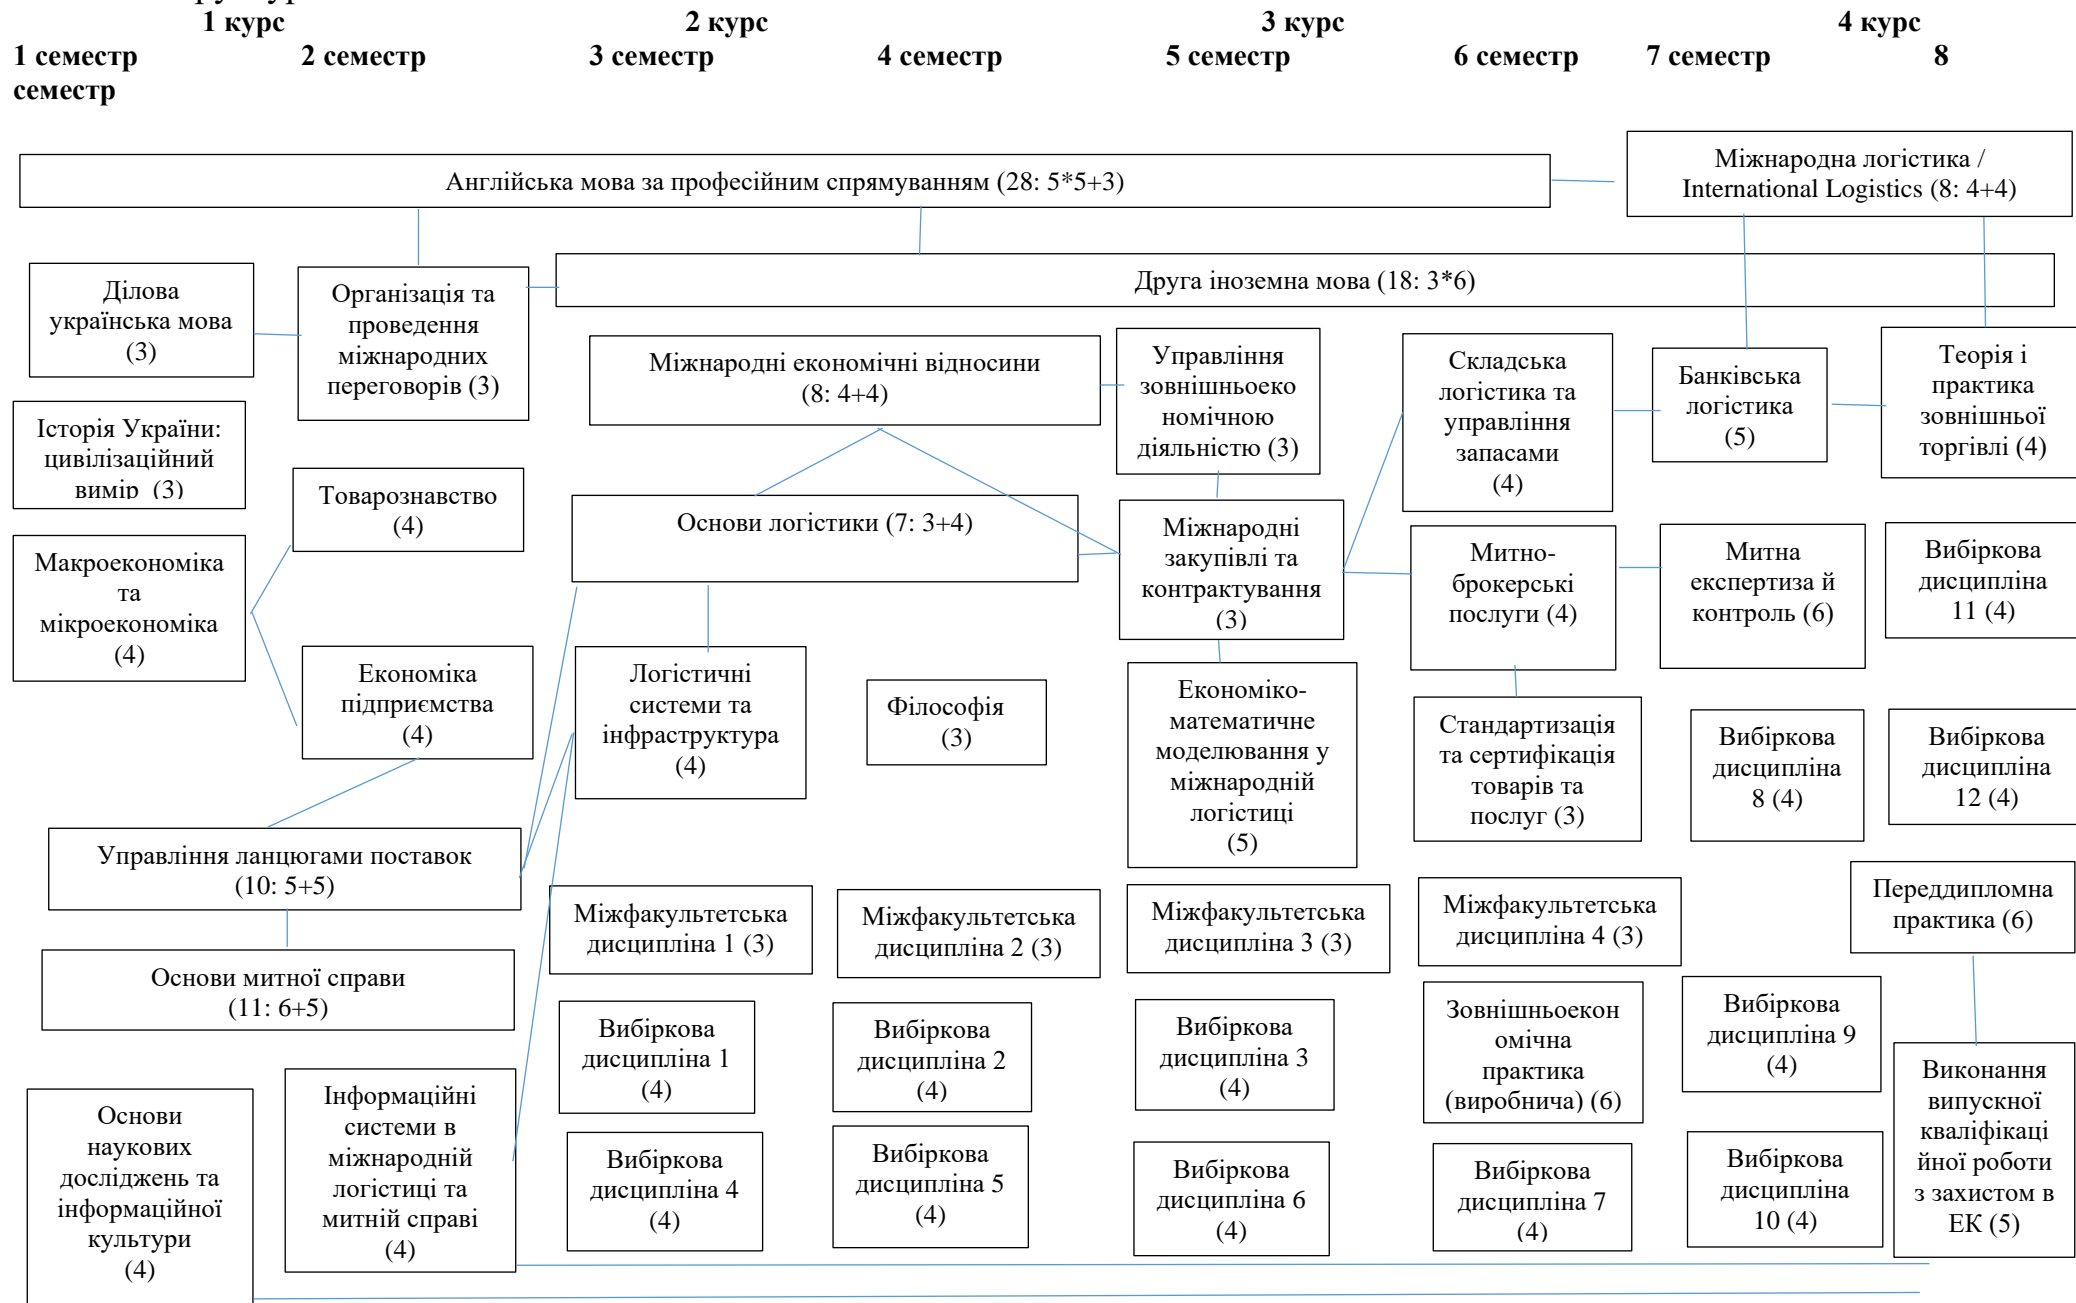 1 курс 2 курс 3 курс 4 курс
1 семестр 2 семестр 3 семестр 4 семестр 5 семестр 6 семестр 7 семестр 8
семестр
Англійська мова за професійним спрямуванням (28: 5*5+3)
Міжнародна логістика /
International Logistics (8: 4+4)
Ділова
українська мова
(3)
Організація та
проведення
міжнародних
переговорів (3)
Друга іноземна мова (18: 3*6)
Міжнародні економічні відносини
(8: 4+4)
Управління
зовнішньоеко
номічною
діяльністю (3)
Складська
логістика та
управління
запасами
(4)
Банківська
логістика
(5)
Теорія і
практика
зовнішньої
торгівлі (4)
Історія України:
цивілізаційний
вимір (3)
Товарознавство
(4)
Основи логістики (7: 3+4)
Міжнародні
закупівлі та
контрактування
(3)
Митно-
брокерські
послуги (4)
Митна
експертиза й
контроль (6)
Вибіркова
дисципліна
11 (4)
Макроекономіка
та
мікроекономіка
(4)
Економіка
підприємства
(4)
Логістичні
системи та
інфраструктура
(4)
Філософія
(3)
Економіко-
математичне
моделювання у
міжнародній
логістиці
(5)
Стандартизація
та сертифікація
товарів та
послуг (3)
Вибіркова
дисципліна
8 (4)
Вибіркова
дисципліна
12 (4)
Управління ланцюгами поставок
(10: 5+5)
Міжфакультетська
дисципліна 1 (3)
Міжфакультетська
дисципліна 2 (3)
Міжфакультетська
дисципліна 3 (3)
Міжфакультетська
дисципліна 4 (3)
Переддипломна
практика (6)
Основи митної справи
(11: 6+5)
Вибіркова
дисципліна 1
(4)
Вибіркова
дисципліна 2
(4)
Вибіркова
дисципліна 3
(4)
Зовнішньоекон
омічна
практика
(виробнича) (6)
Вибіркова
дисципліна 9
(4)
Виконання
випускної
кваліфікаці
йної роботи
з захистом в
ЕК (5)
Основи
наукових
досліджень та
інформаційної
культури
(4)
Інформаційні
системи в
міжнародній
логістиці та
митній справі
(4)
Вибіркова
дисципліна 4
(4)
Вибіркова
дисципліна 5
(4)
Вибіркова
дисципліна 6
(4)
Вибіркова
дисципліна 7
(4)
Вибіркова
дисципліна
10 (4)